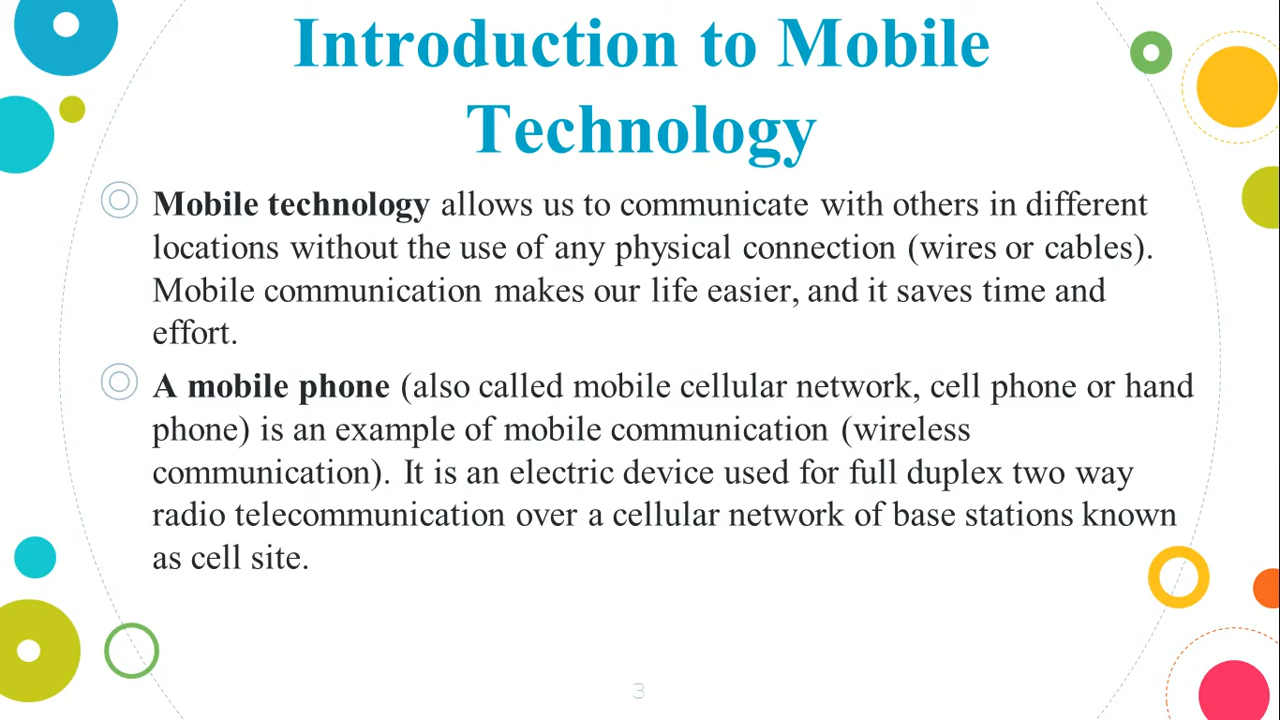 Introduction to Mobile
Technology
Mobile technology allows us to communicate with others in different
locations without the use of any physical connection (wires or cables).
Mobile communication makes our life easier, and it saves time and
effort.
A mobile phone (also called mobile cellular network, cell phone or hand
phone) is an example of mobile communication (wireless
communication). It is an electric device used for full duplex two way
radio telecommunication over a cellular network of base stations known
as cell site.
3